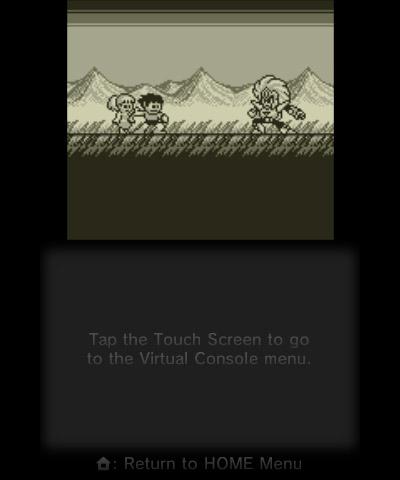 Tap the Touch Screen to go
to the Virtual Console menu.
: Return to HOME Menu